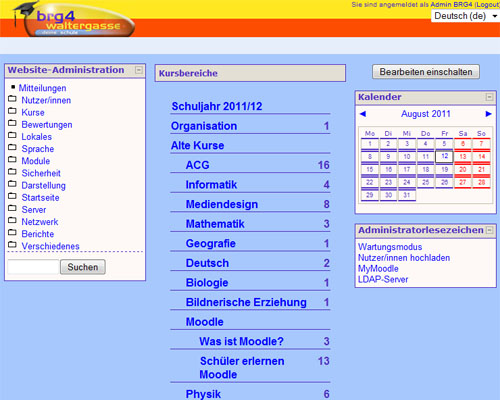 Sie sind angemeldet als Admin BRG4 (Logout)
brg4
waltergasse
Deutsch (de)
Website-Administration
Mitteilungen
Nutzer/innen
Kurse
Bewertungen
Lokales
Sprache
Module
Sicherheit
Darstellung
Startseite
Server
Netzwerk
Berichte
Verschiedenes
Suchen
Kursbereiche
Schuljahr 2011/12
Organisation 1
Alte Kurse
ACG 16
Informatik 4
Mediendesign 8
Mathematik 3
Geografie 1
Deutsch 2
Biologie 1
Bildnerische Erziehung 1
Moodle
Was ist Moodle? 3
Schüler erlernen 13
Moodle
Physik 6
Bearbeiten einschalten
Kalender
◄ August 2011 ►
Mo Di Mi Do Fr Sa So
1 2 3 4 5 6 7
8 9 10 11 12 13 14
15 16 17 18 19 20 21
22 23 24 25 26 27 28
29 30 31
Administratorlesezeichen
Wartungsmodus
Nutzer/innen hochladen
MyMoodle
LDAP-Server